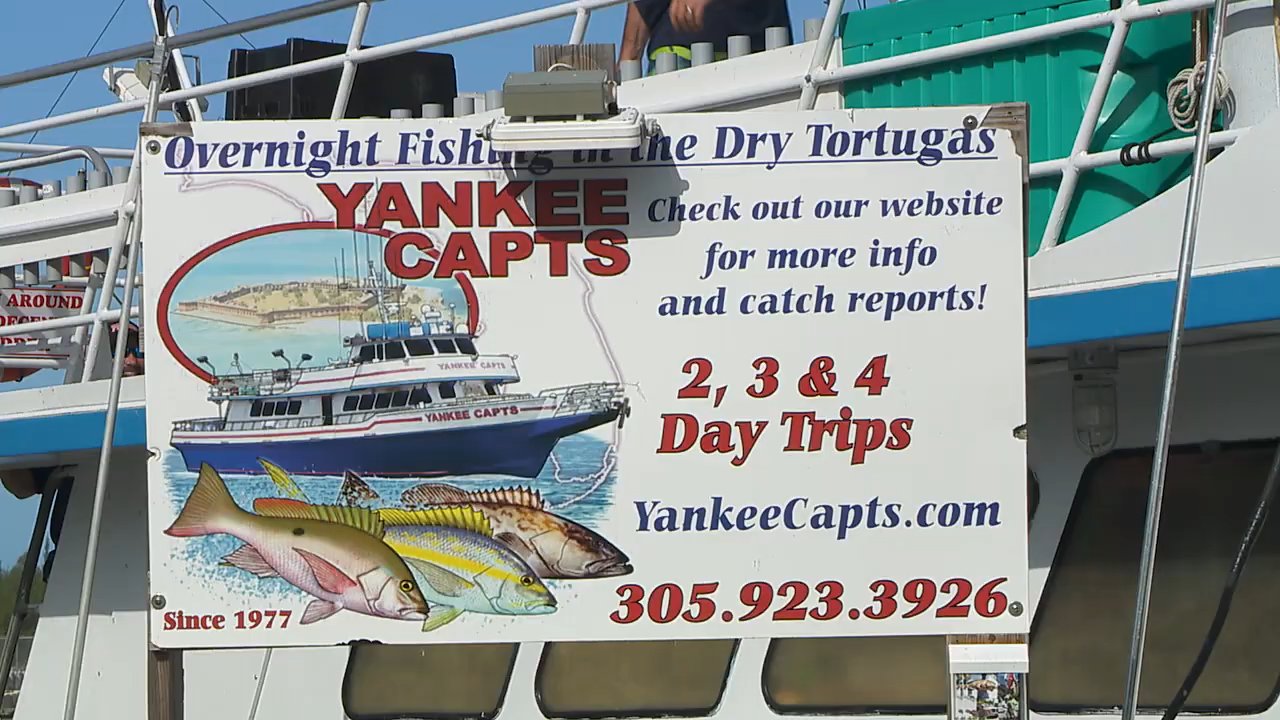 Overnight Fishing in the Dry Tortugas
YANKEE
CAPTS
Check out our website
for more info
and catch reports!
2, 3 & 4
Day Trips
YankeeCapts.com
305.923.3926
Since 1977
YANKEE CAPTS
YANKEE CAPTS
AROUND